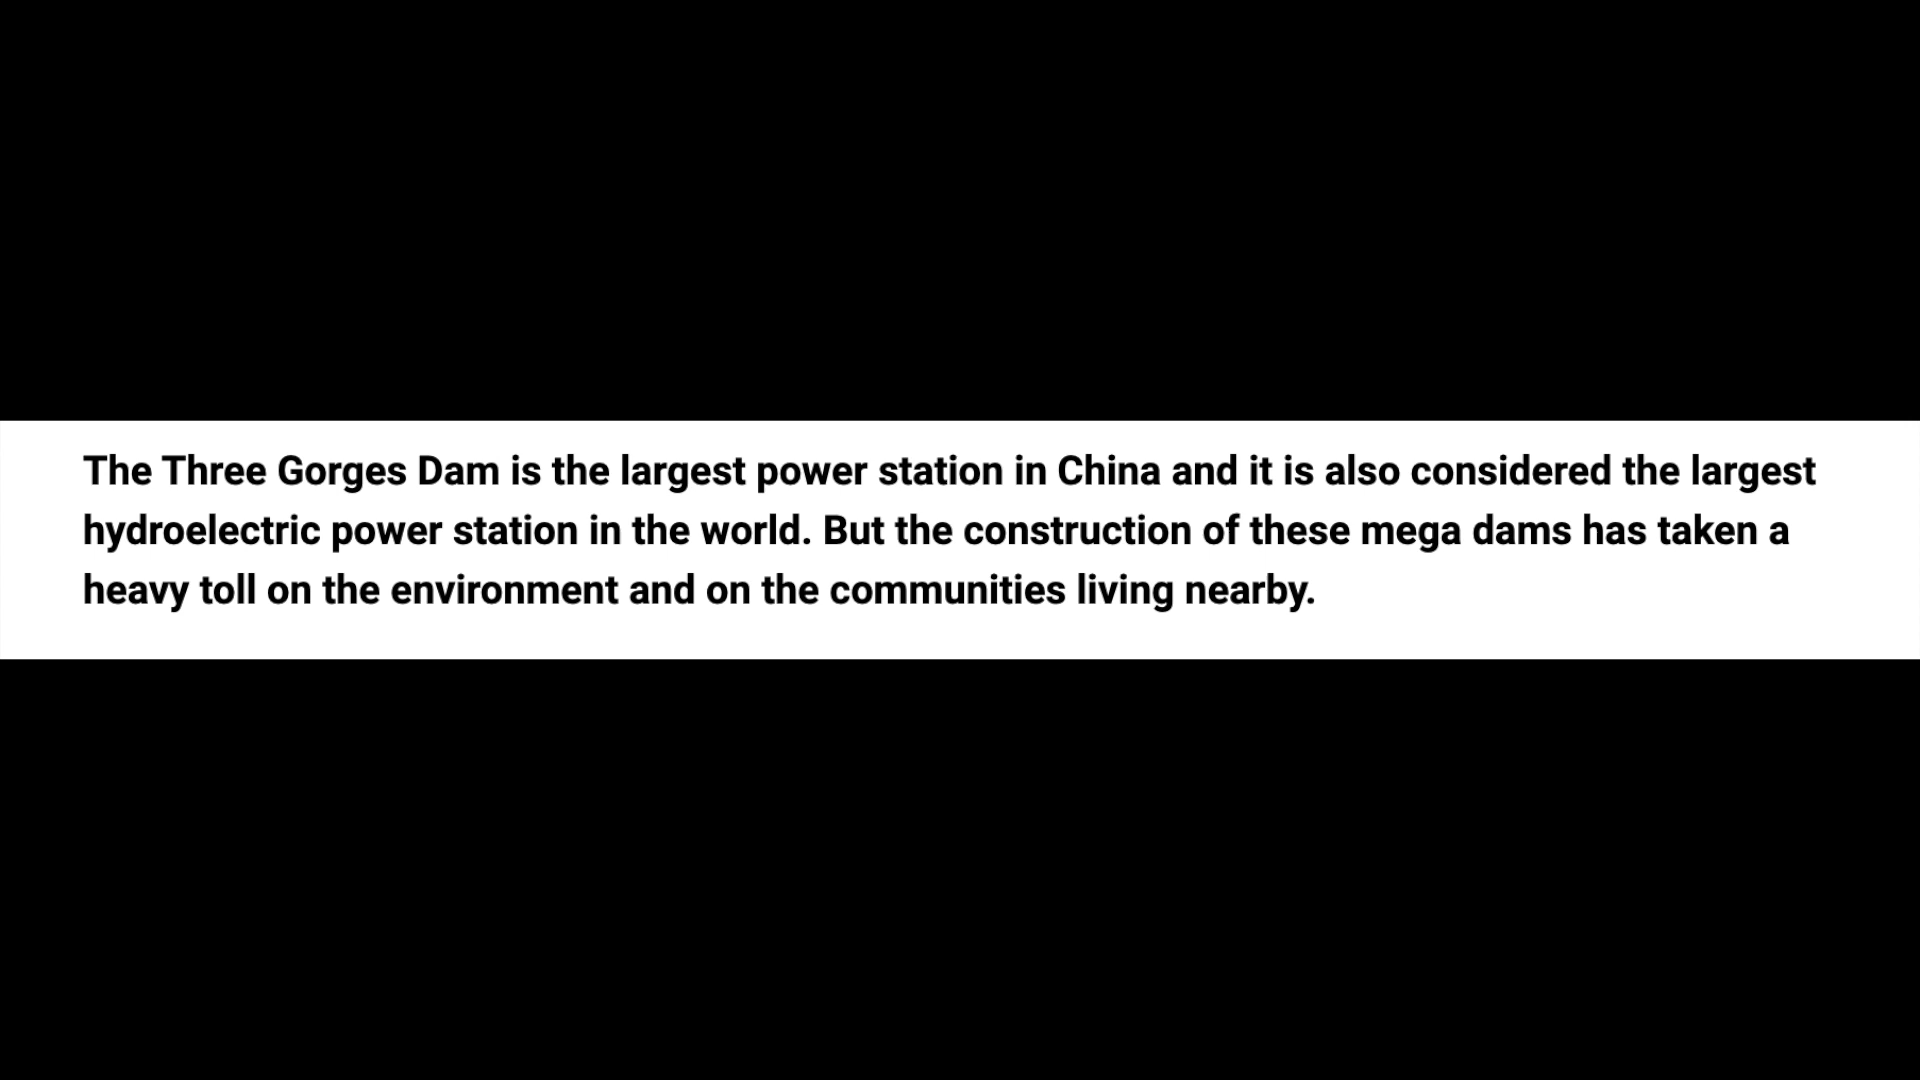 The Three Gorges Dam is the largest power station in China and it is also considered the largest
hydroelectric power station in the world. But the construction of these mega dams has taken a
heavy toll on the environment and on the communities living nearby.